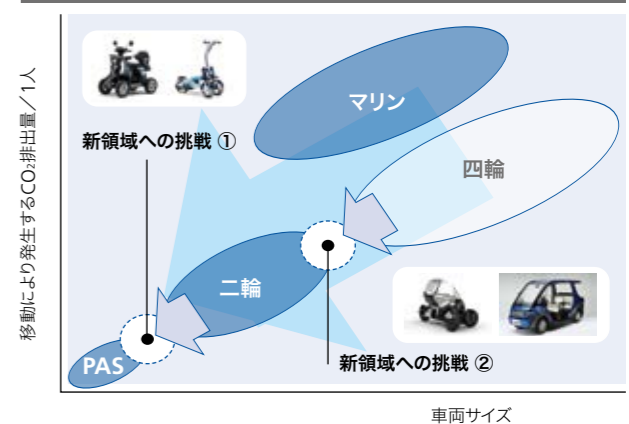 移動により発生するCO₂排出量／1人
マリン
新領域への挑戦 ①
四輪
二輪
新領域への挑戦 ②
PAS
車両サイズ